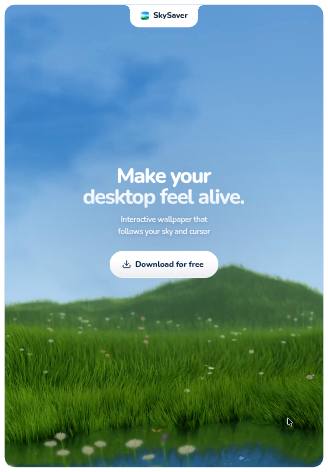 SkySaver
Make your
desktop feel alive.
Interactive wallpaper that
follows your sky and cursor
Download for free